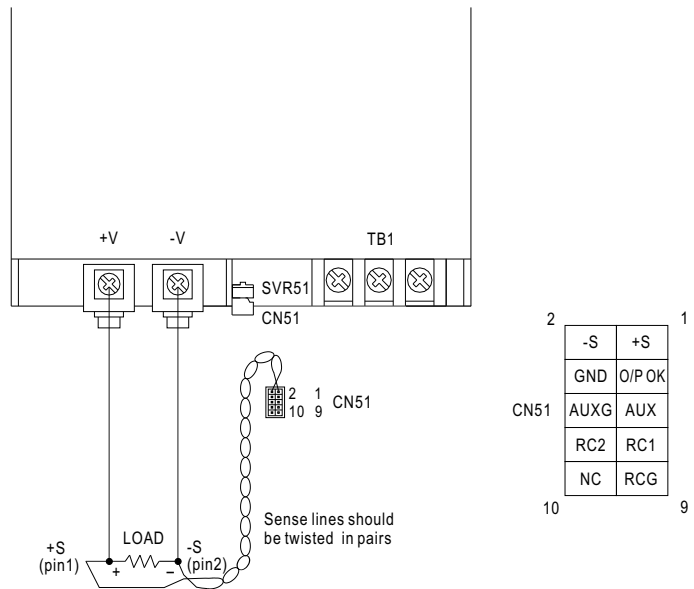 +V -V TB1
SVR51
CN51
2 1
-S +S
GND O/P OK
CN51 AUXG AUX
RC2 RC1
NC RCG
10 9
2 1
10 9
CN51
Sense lines should
be twisted in pairs
+S
(pin1)
LOAD
-S
(pin2)
+ −